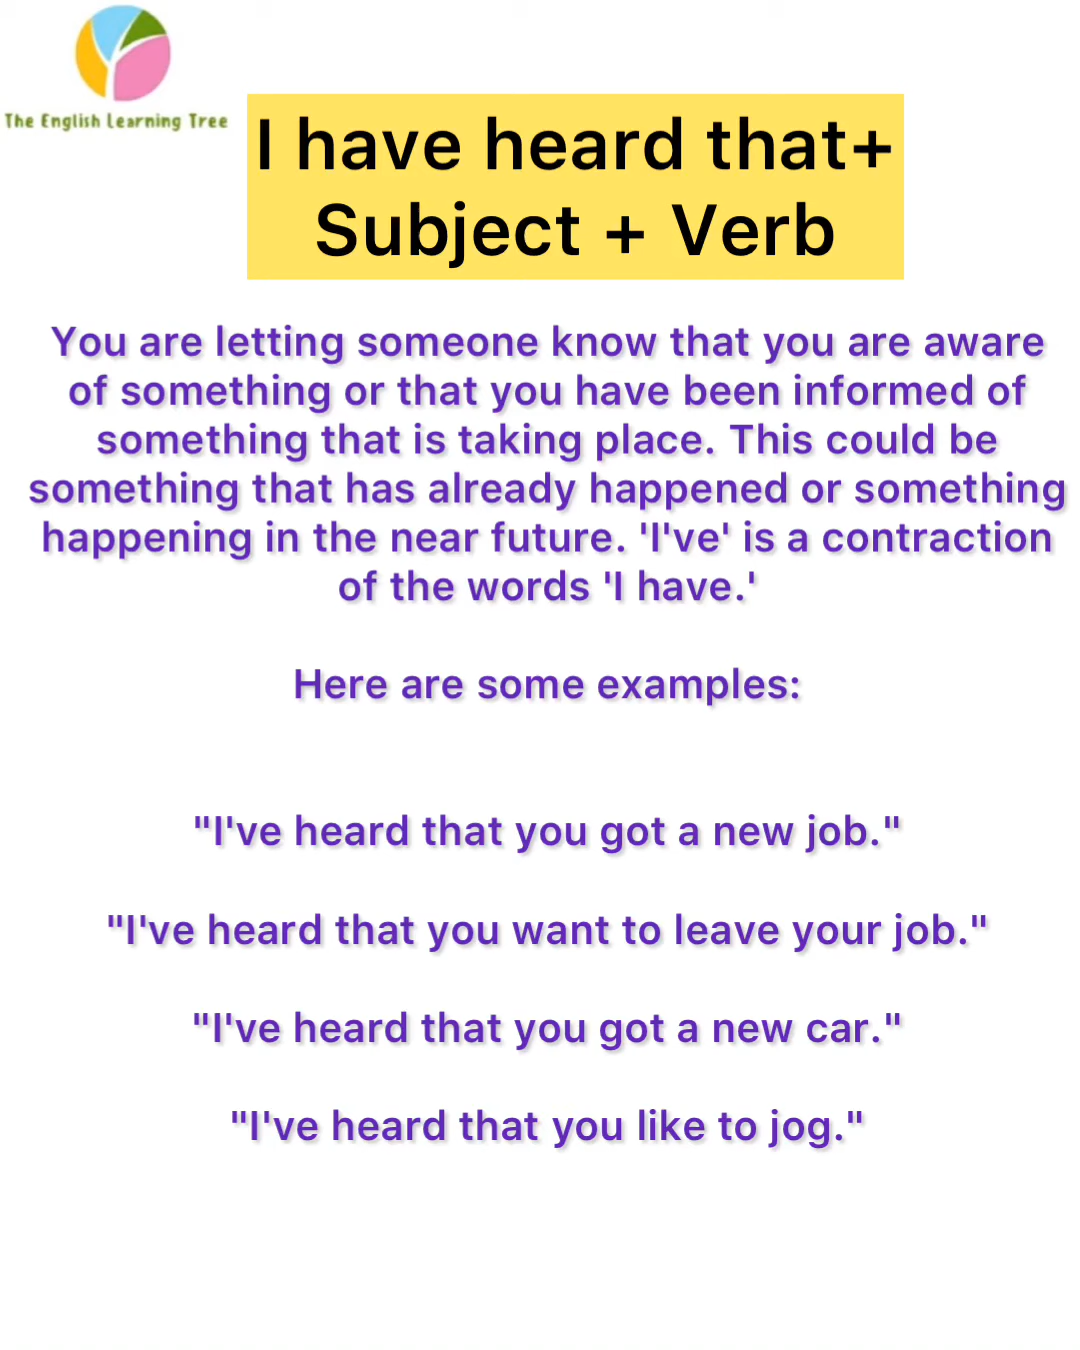 The English Learning Tree
I have heard that+
Subject + Verb
You are letting someone know that you are aware
of something or that you have been informed of
something that is taking place. This could be
something that has already happened or something
happening in the near future. 'I've' is a contraction
of the words 'I have.'
Here are some examples:
"I've heard that you got a new job."
"I've heard that you want to leave your job."
"I've heard that you got a new car."
"I've heard that you like to jog."